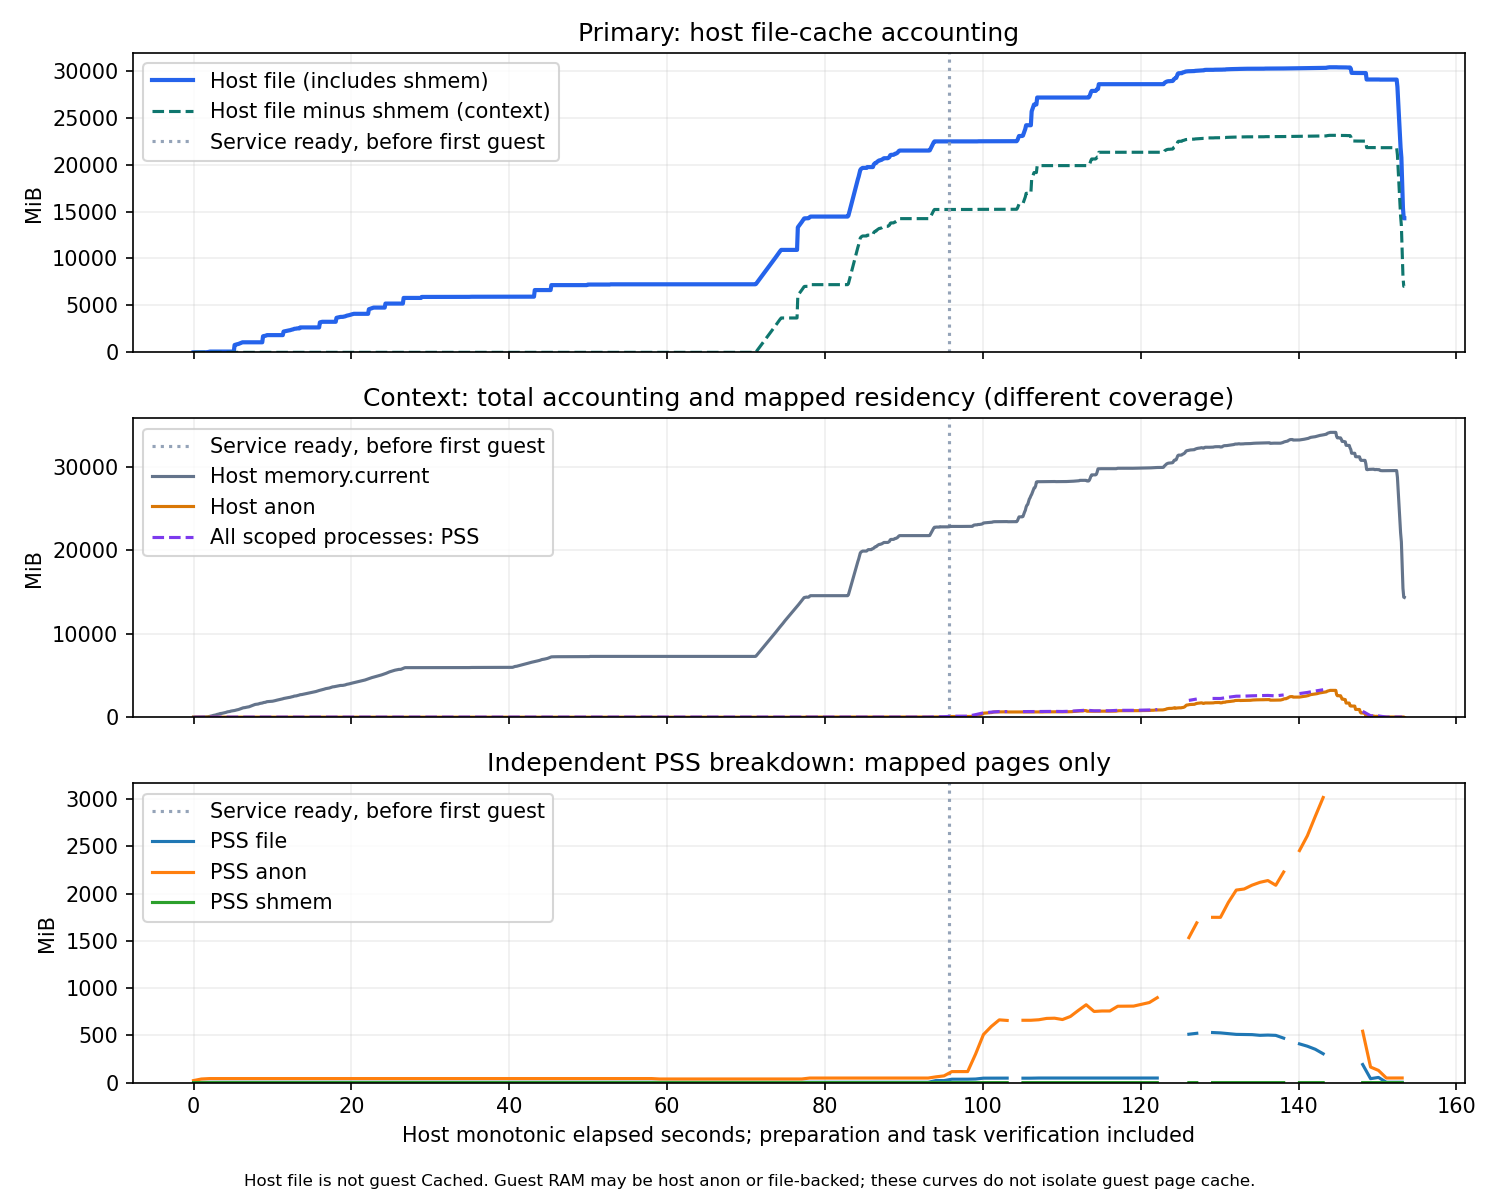 Primary: host file-cache accounting
30000
25000
20000
15000
10000
5000
0
MiB
Host file (includes shmem)
Host file minus shmem (context)
Service ready, before first guest
Context: total accounting and mapped residency (different coverage)
30000
20000
10000
0
MiB
Service ready, before first guest
Host memory.current
Host anon
All scoped processes: PSS
Independent PSS breakdown: mapped pages only
3000
2500
2000
1500
1000
500
0
MiB
Service ready, before first guest
PSS file
PSS anon
PSS shmem
0 20 40 60 80 100 120 140 160
Host monotonic elapsed seconds; preparation and task verification included
Host file is not guest Cached. Guest RAM may be host anon or file-backed; these curves do not isolate guest page cache.